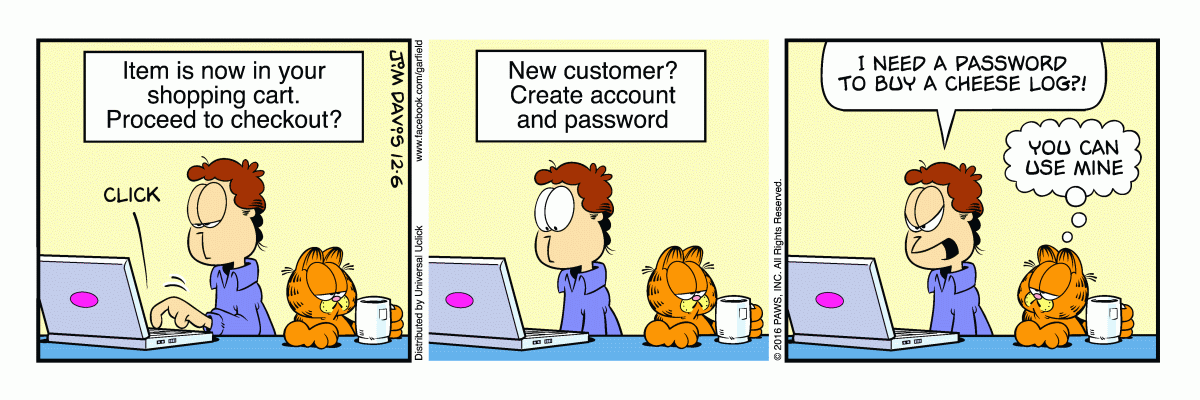 Item is now in your
shopping cart.
Proceed to checkout?
CLICK
JIM DAVIS 12·6
www.facebook.com/garfield
Distributed by Universal Uclick
New customer?
Create account
and password
© 2016 PAWS, INC. All Rights Reserved.
I NEED A PASSWORD
TO BUY A CHEESE LOG?!
YOU CAN
USE MINE